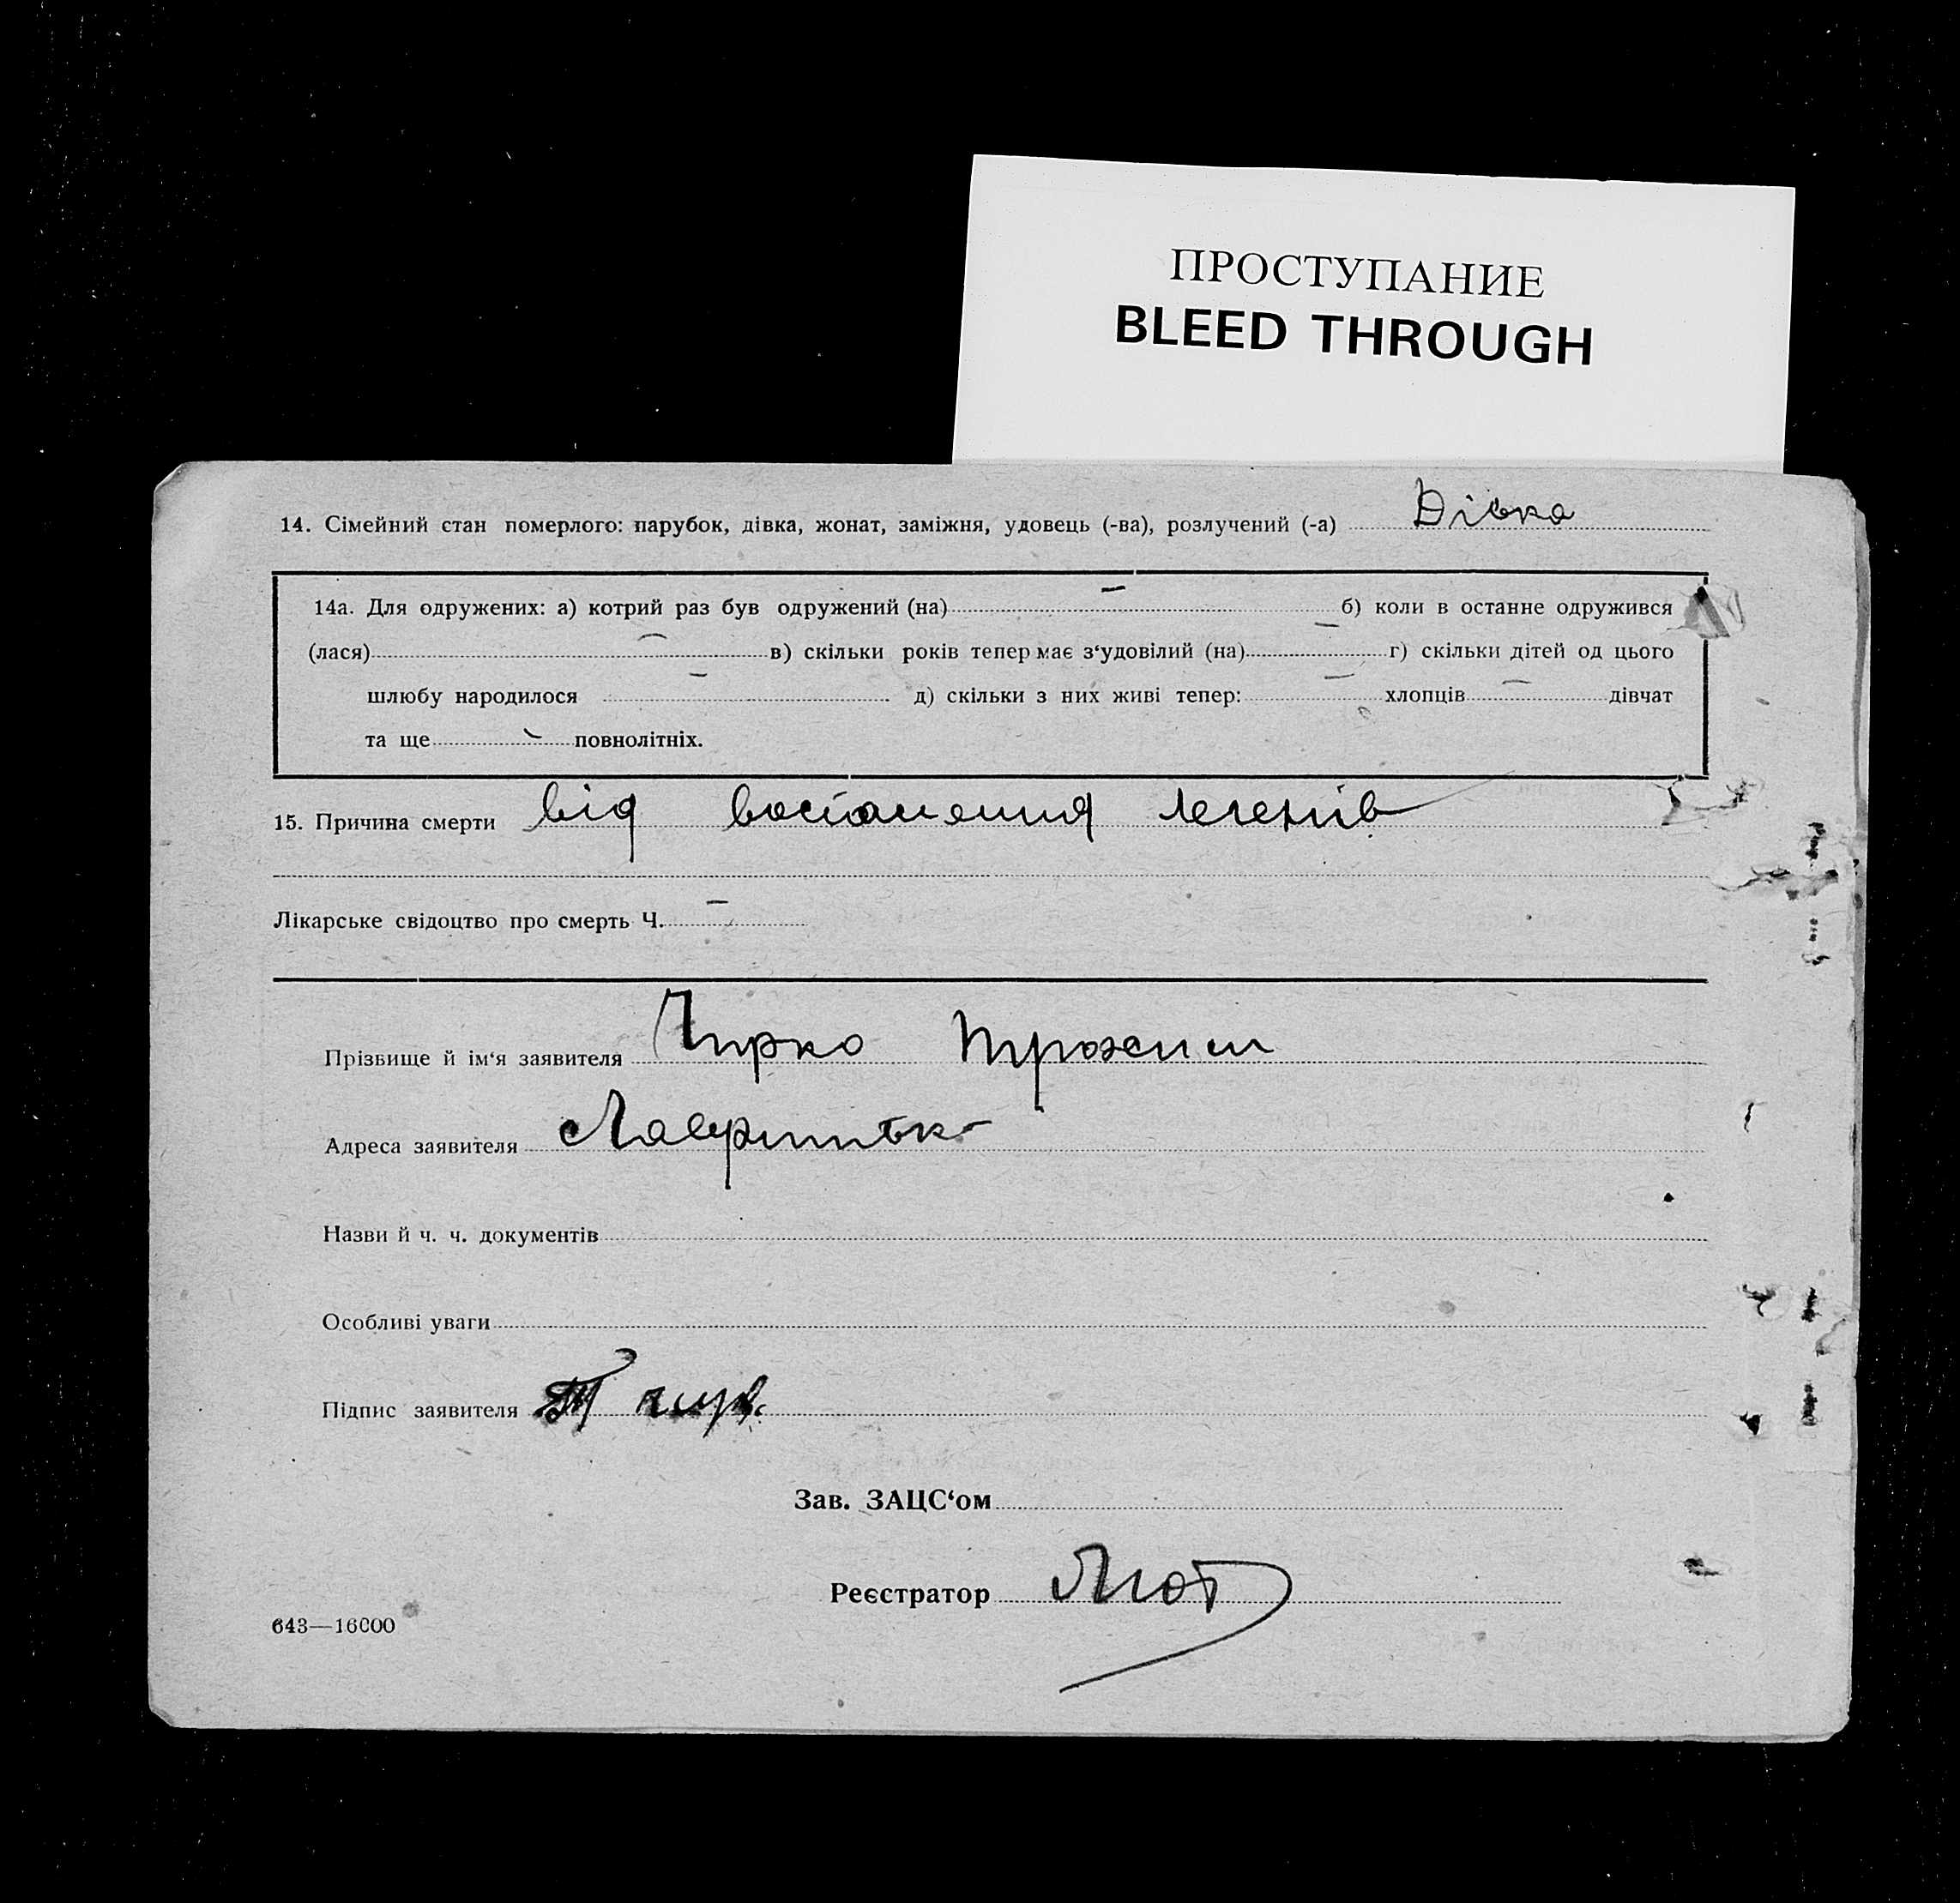 ПРОСТУПАНИЕ
BLEED THROUGH
14. Сімейний стан померлого: парубок, дівка, жонат, заміжня, удовець (-ва), розлучений (-а) Дівка
14а. Для одружених: а) котрий раз був одружений (на) – б) коли в останне одружився
(лася) – в) скільки років тепер має з‘удовілий (на) – г) скільки дітей од цього
шлюбу народилося – д) скільки з них живі тепер: – хлопців – дівчат
та ще – повнолітніх.
15. Причина смерти від воспаления легенів
Лікарське свідоцтво про смерть Ч. –
Прізвище й ім‘я заявителя Чирко Трохим
Адреса заявителя
Назви й ч. ч. документів
Особливі уваги
Підпис заявителя
Зав. ЗАЦС‘ом
Реєстратор
643—16000